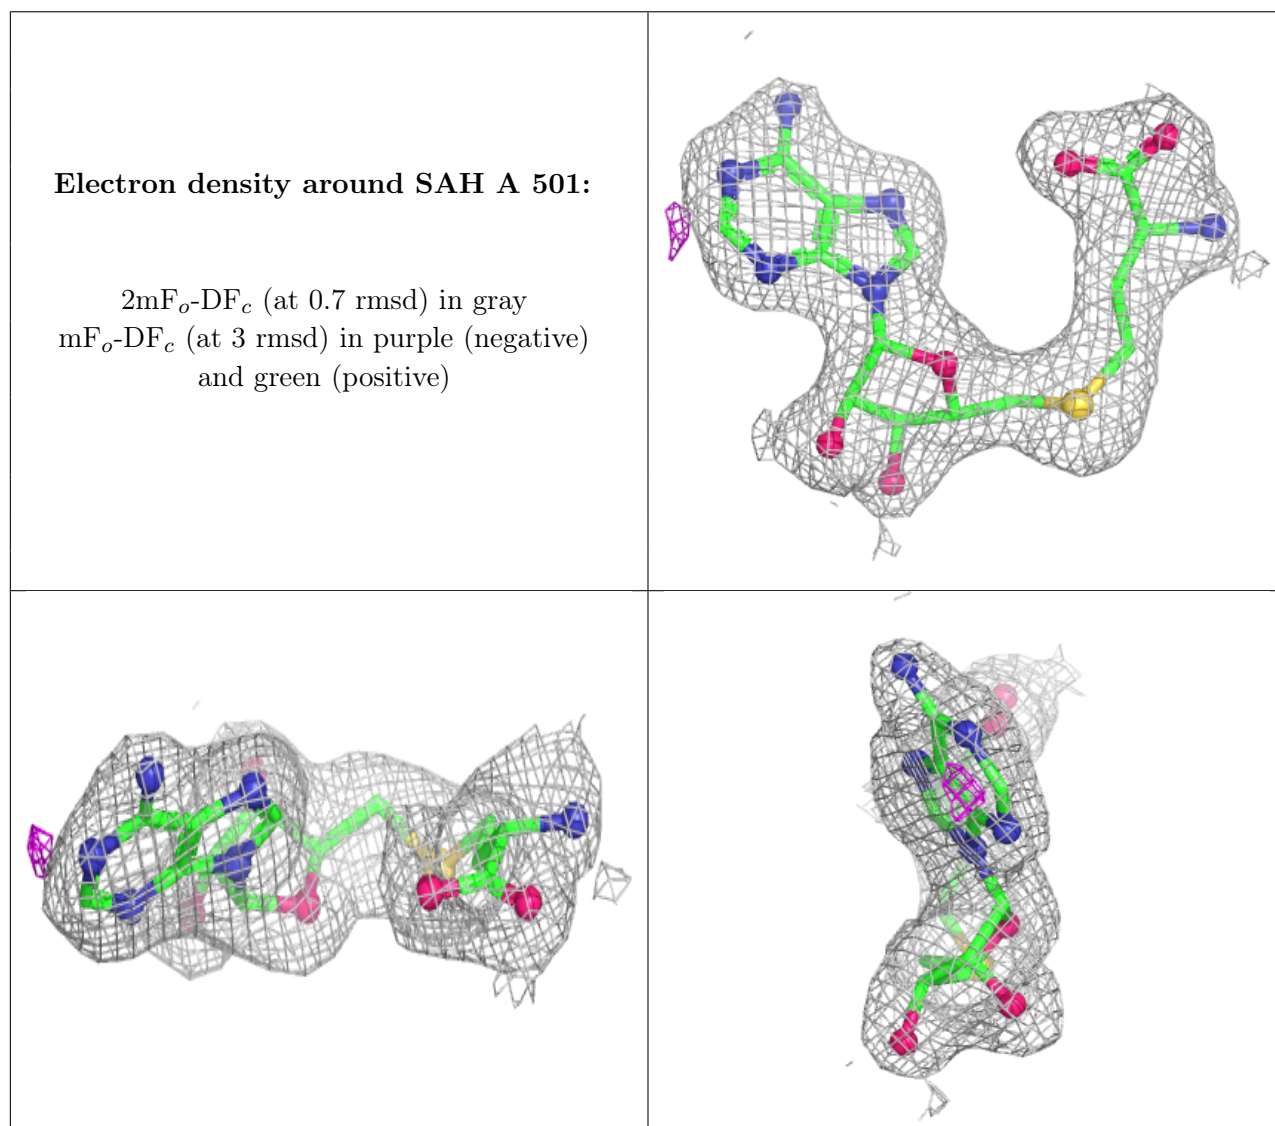 Electron density around SAH A 501:
2mFo-DFc (at 0.7 rmsd) in gray
mFo-DFc (at 3 rmsd) in purple (negative)
and green (positive)